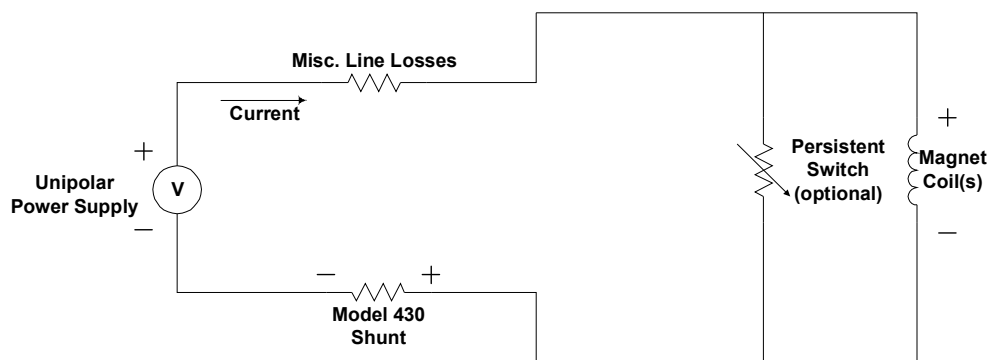 Misc. Line Losses
Current
+
Unipolar
Power Supply
V
−
Persistent
Switch
(optional)
+
Magnet
Coil(s)
−
− +
Model 430
Shunt